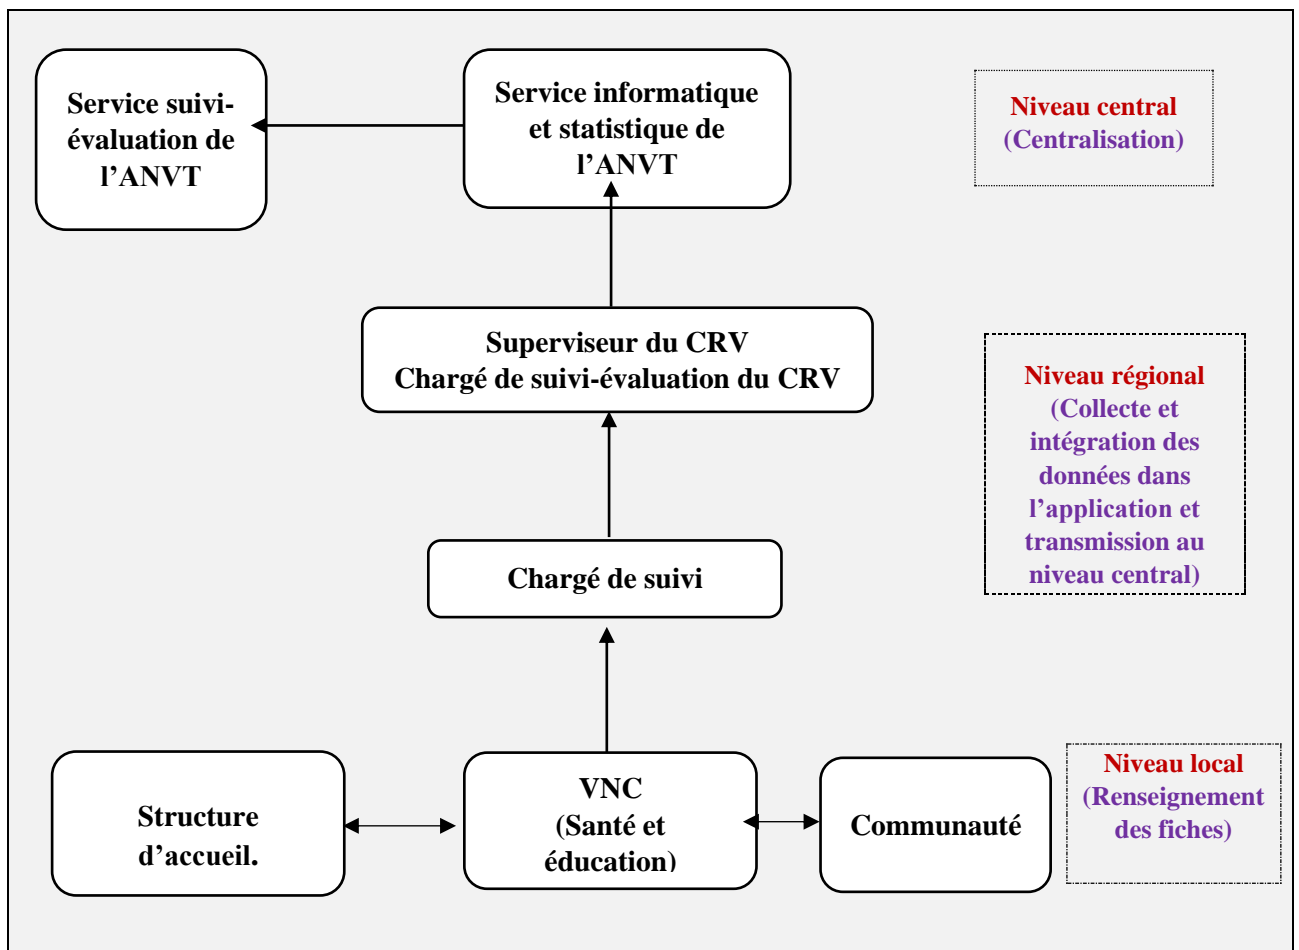 Service suivi-
évaluation de
l’ANVT
Service informatique
et statistique de
l’ANVT
Niveau central
(Centralisation)
Superviseur du CRV
Chargé de suivi-évaluation du CRV
Niveau régional
(Collecte et
intégration des
données dans
l’application et
transmission au
niveau central)
Chargé de suivi
Structure
d’accueil.
VNC
(Santé et
éducation)
Communauté
Niveau local
(Renseignement
des fiches)